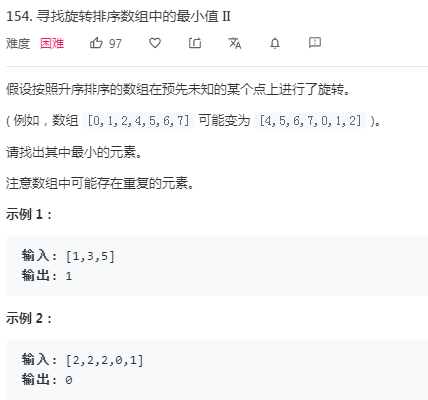 154. 寻找旋转排序数组中的最小值 II
难度 困难 97
假设按照升序排序的数组在预先未知的某个点上进行了旋转。
( 例如，数组 [0,1,2,4,5,6,7] 可能变为 [4,5,6,7,0,1,2] )。
请找出其中最小的元素。
注意数组中可能存在重复的元素。
示例 1：
输入: [1,3,5]
输出: 1
示例 2：
输入: [2,2,2,0,1]
输出: 0